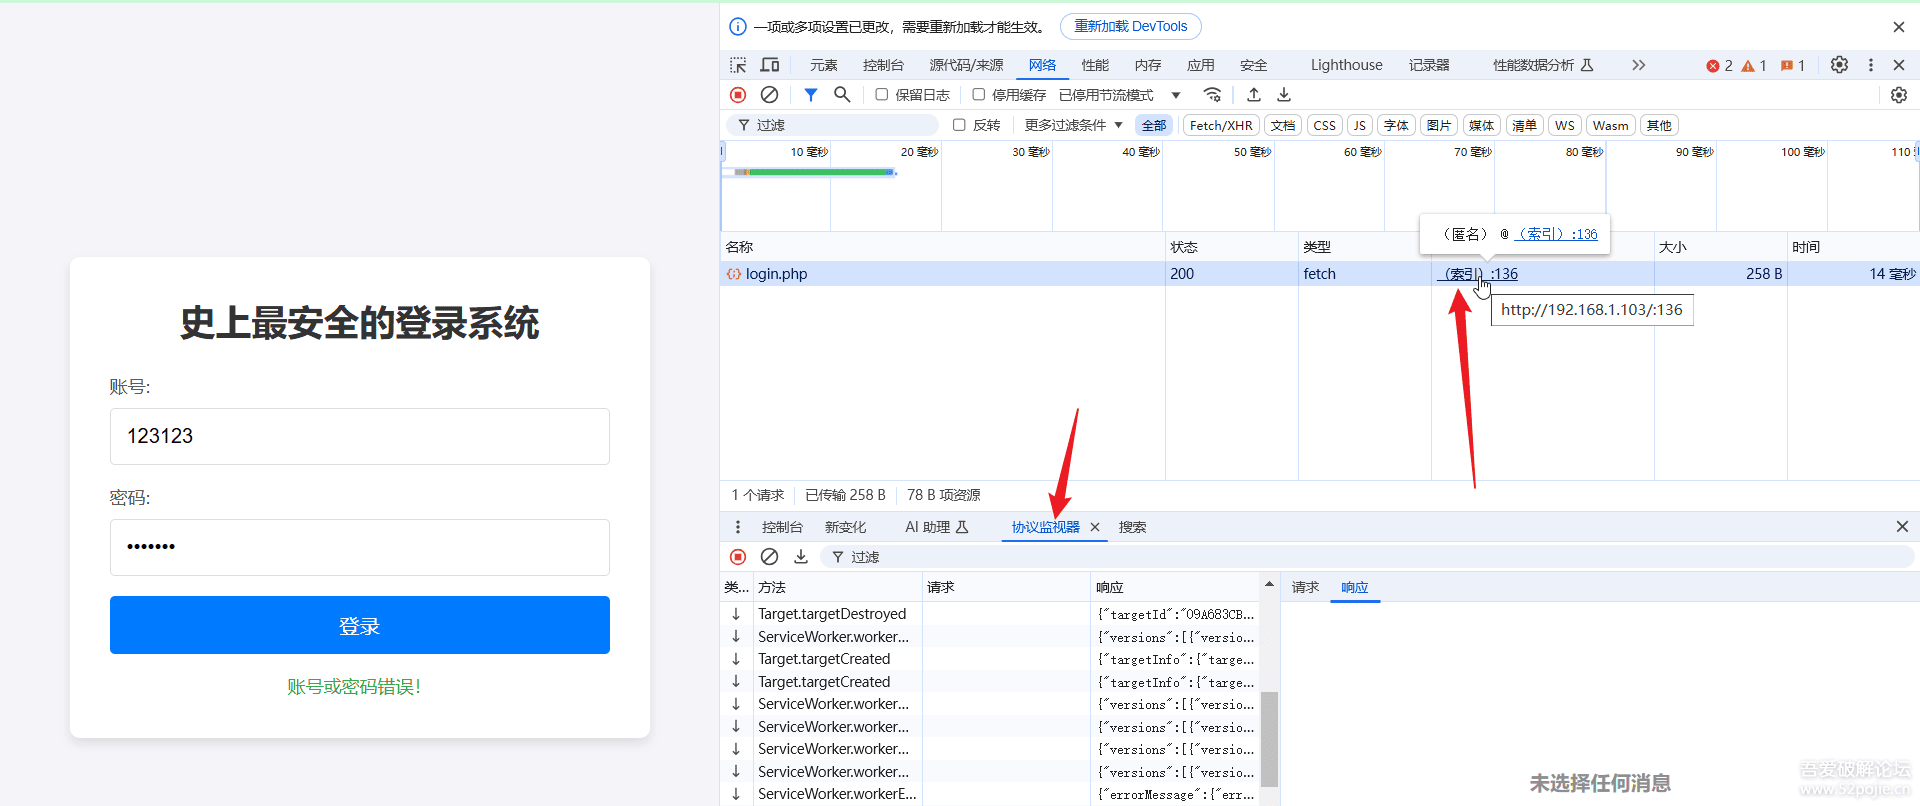 一项或多项设置已更改，需要重新加载才能生效。 重新加载 DevTools
元素 控制台 源代码/来源 网络 性能 内存 应用 安全 Lighthouse 记录器 性能数据分析 2 1 1
保留日志 停用缓存 已停用节流模式
过滤 反转 更多过滤条件 全部 Fetch/XHR 文档 CSS JS 字体 图片 媒体 清单 WS Wasm 其他
10 毫秒 20 毫秒 30 毫秒 40 毫秒 50 毫秒 60 毫秒 70 毫秒 80 毫秒 90 毫秒 100 毫秒 110
（匿名） @ （索引）:136
名称 状态 类型 大小 时间
login.php 200 fetch （索引）:136 258 B 14 毫秒
http://192.168.1.103/:136
1 个请求 已传输 258 B 78 B 项资源
控制台 新变化 AI 助理 协议监视器 搜索
过滤
类... 方法 请求 响应 请求 响应
Target.targetDestroyed {"targetId":"09A683CB...
ServiceWorker.worker... {"versions":[{"versio...
Target.targetCreated {"targetInfo":{"targe...
Target.targetCreated {"targetInfo":{"targe...
ServiceWorker.worker... {"versions":[{"versio...
ServiceWorker.worker... {"versions":[{"versio...
ServiceWorker.worker... {"versions":[{"versio...
ServiceWorker.worker... {"versions":[{"versio...
ServiceWorker.workerE... {"errorMessage":{"err...
未选择任何消息
史上最安全的登录系统
账号:
123123
密码:
•••••••
登录
账号或密码错误！
吾爱破解论坛
www.52pojie.cn